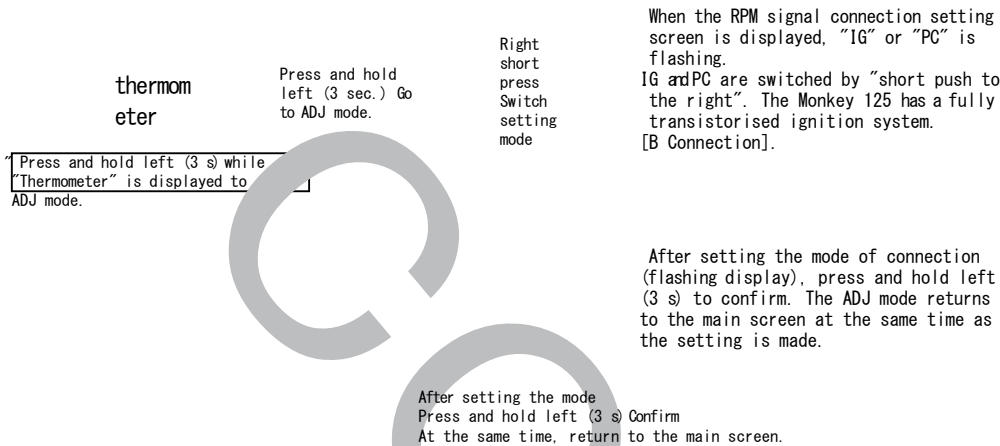 thermom
eter
" Press and hold left (3 s) while
"Thermometer" is displayed to
ADJ mode.
Press and hold
left (3 sec.) Go
to ADJ mode.
Right
short
press
Switch
setting
mode
When the RPM signal connection setting
screen is displayed, "IG" or "PC" is
flashing.
IG and PC are switched by "short push to
the right". The Monkey 125 has a fully
transistorised ignition system.
[B Connection].
After setting the mode of connection
(flashing display), press and hold left
(3 s) to confirm. The ADJ mode returns
to the main screen at the same time as
the setting is made.
After setting the mode
Press and hold left (3 s) Confirm
At the same time, return to the main screen.